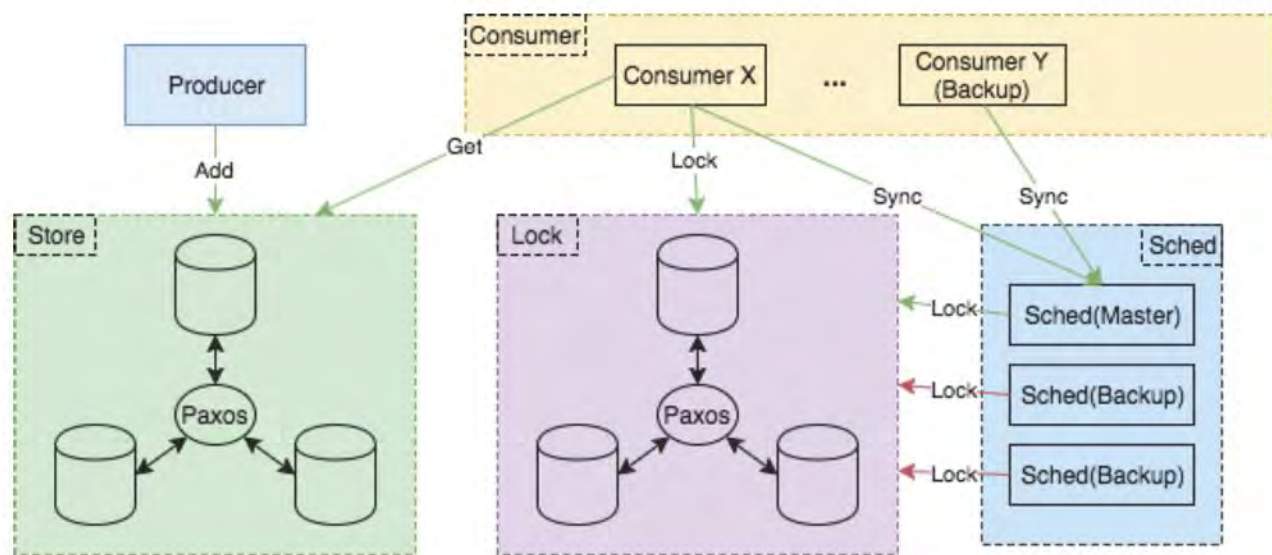 Consumer
Producer
Consumer X
...
Consumer Y
(Backup)
Add
Get
Lock
Sync
Sync
Store
Lock
Sched
Paxos
Paxos
Lock
Sched(Master)
Lock
Sched(Backup)
Lock
Sched(Backup)